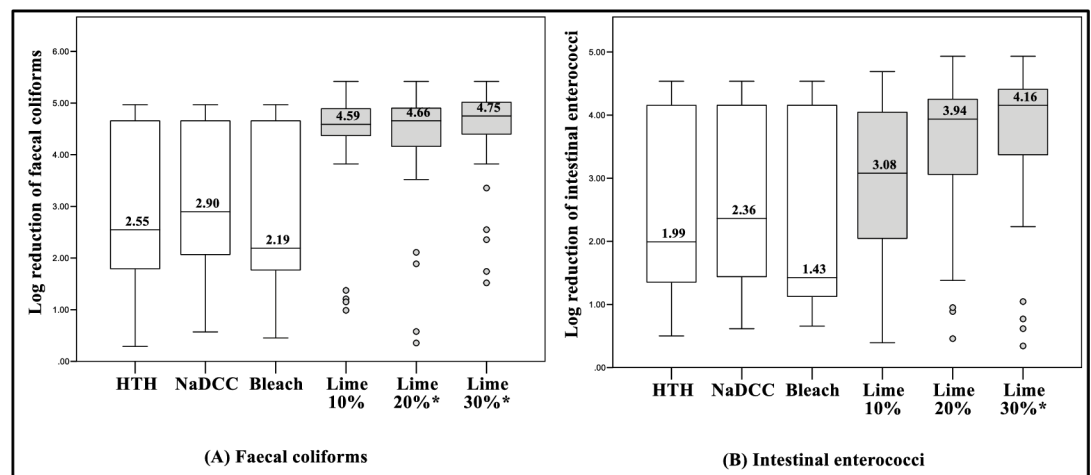 Log reduction of faecal coliforms
6.00
5.00
4.00
3.00
2.00
1.00
.00
2.55
2.90
2.19
4.59
4.66
4.75
HTH
NaDCC
Bleach
Lime
10%
Lime
20%*
Lime
30%*
(A) Faecal coliforms
Log reduction of intestinal enterococci
5.00
4.00
3.00
2.00
1.00
.00
1.99
2.36
1.43
3.08
3.94
4.16
HTH
NaDCC
Bleach
Lime
10%
Lime
20%
Lime
30%*
(B) Intestinal enterococci